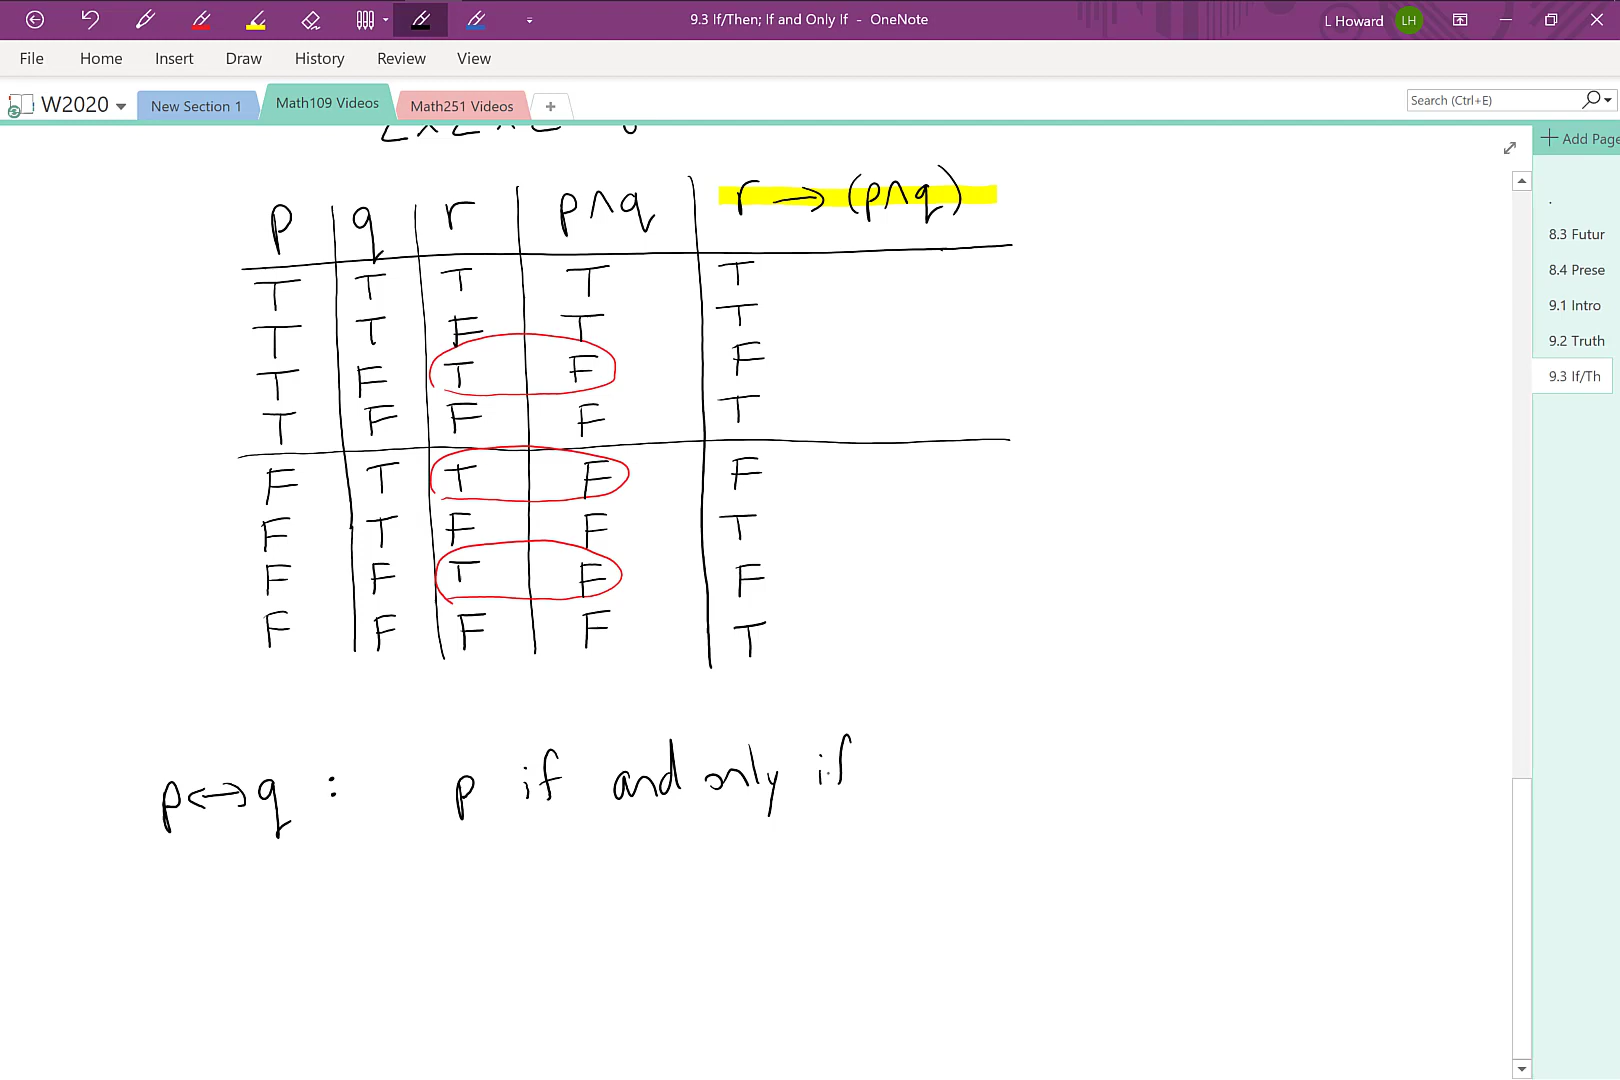 9.3 If/Then; If and Only If - OneNote
L Howard LH
File Home Insert Draw History Review View
W2020 New Section 1 Math109 Videos Math251 Videos +
Search (Ctrl+E)
Add Page
.
8.3 Futur
8.4 Prese
9.1 Intro
9.2 Truth
9.3 If/Th
p q r p∧q r → (p∧q)
T T T T T
T T F T T
T F T F F
T F F F T
F T T F F
F T F F T
F F T F F
F F F F T
p↔q : p if and only if